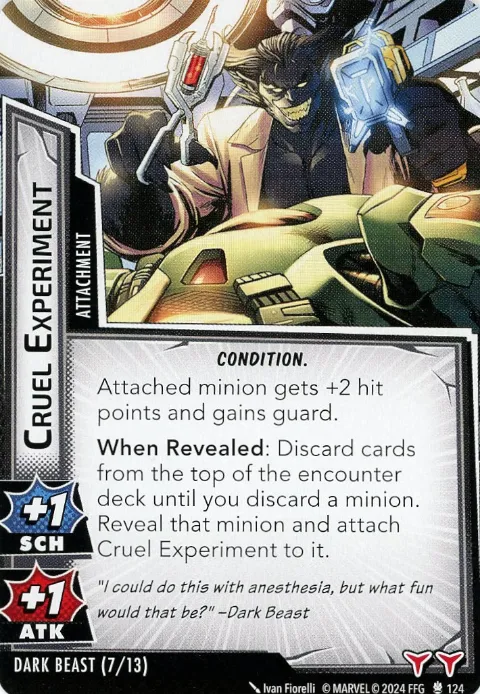 CRUEL EXPERIMENT
ATTACHMENT
CONDITION.
Attached minion gets +2 hit
points and gains guard.
When Revealed: Discard cards
from the top of the encounter
deck until you discard a minion.
Reveal that minion and attach
Cruel Experiment to it.
"I could do this with anesthesia, but what fun
would that be?" –Dark Beast
+1
SCH
+1
ATK
DARK BEAST (7/13)
Ivan Fiorelli © MARVEL © 2024 FFG 124